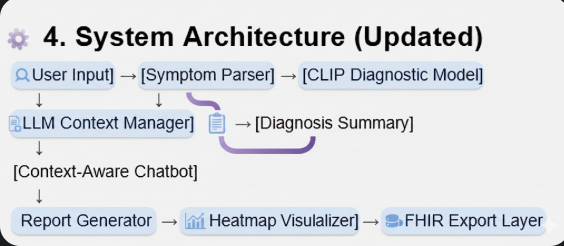 4. System Architecture (Updated)
User Input] → [Symptom Parser] → [CLIP Diagnostic Model]
↓ ↓
LLM Context Manager] → [Diagnosis Summary]
↓
[Context-Aware Chatbot]
↓
Report Generator → Heatmap Visulalizer] → FHIR Export Layer